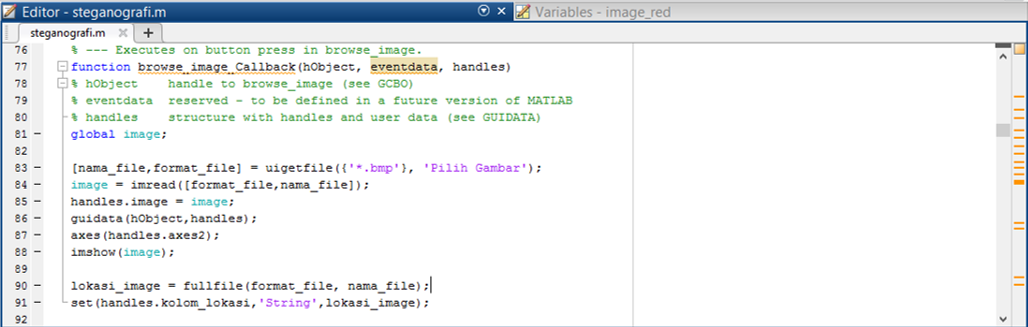 Editor - steganografi.m
Variables - image_red
steganografi.m
76 % --- Executes on button press in browse_image.
77 function browse_image_Callback(hObject, eventdata, handles)
78 % hObject    handle to browse_image (see GCBO)
79 % eventdata  reserved - to be defined in a future version of MATLAB
80 % handles    structure with handles and user data (see GUIDATA)
81 - global image;
82
83 - [nama_file,format_file] = uigetfile({'*.bmp'}, 'Pilih Gambar');
84 - image = imread([format_file,nama_file]);
85 - handles.image = image;
86 - guidata(hObject,handles);
87 - axes(handles.axes2);
88 - imshow(image);
89
90 - lokasi_image = fullfile(format_file, nama_file);
91 - set(handles.kolom_lokasi,'String',lokasi_image);
92